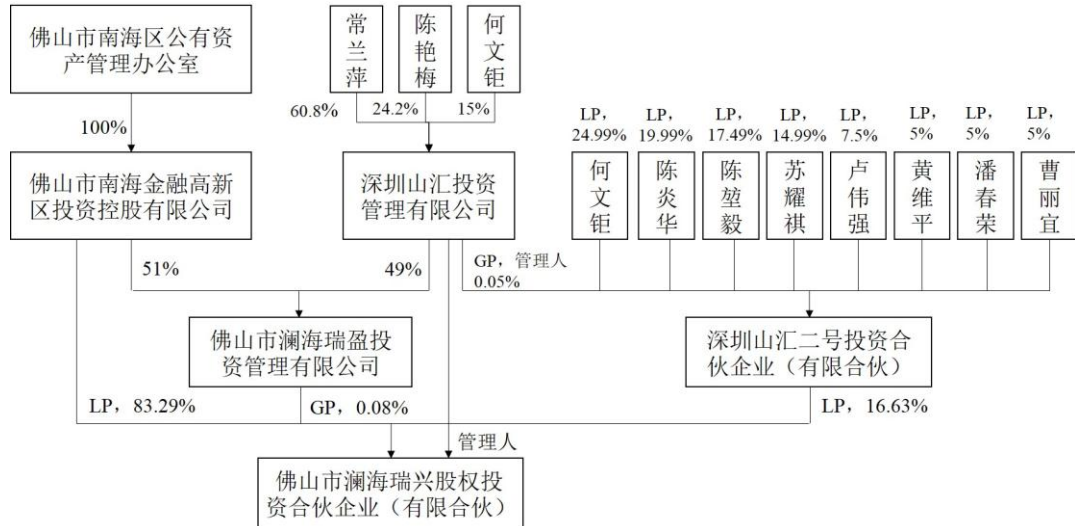 佛山市南海区公有资
产管理办公室
常兰萍
陈艳梅
何文钜
100%
60.8%
24.2%
15%
佛山市南海金融高新
区投资控股有限公司
深圳山汇投资
管理有限公司
LP，
24.99%
LP，
19.99%
LP，
17.49%
LP，
14.99%
LP，
7.5%
LP，
5%
LP，
5%
LP，
5%
何文钜
陈炎华
陈堃毅
苏耀祺
卢伟强
黄维平
潘春荣
曹丽宜
51%
49%
GP，管理人
0.05%
佛山市澜海瑞盈投
资管理有限公司
深圳山汇二号投资合
伙企业（有限合伙）
LP，83.29%
GP，0.08%
LP，16.63%
管理人
佛山市澜海瑞兴股权投
资合伙企业（有限合伙）